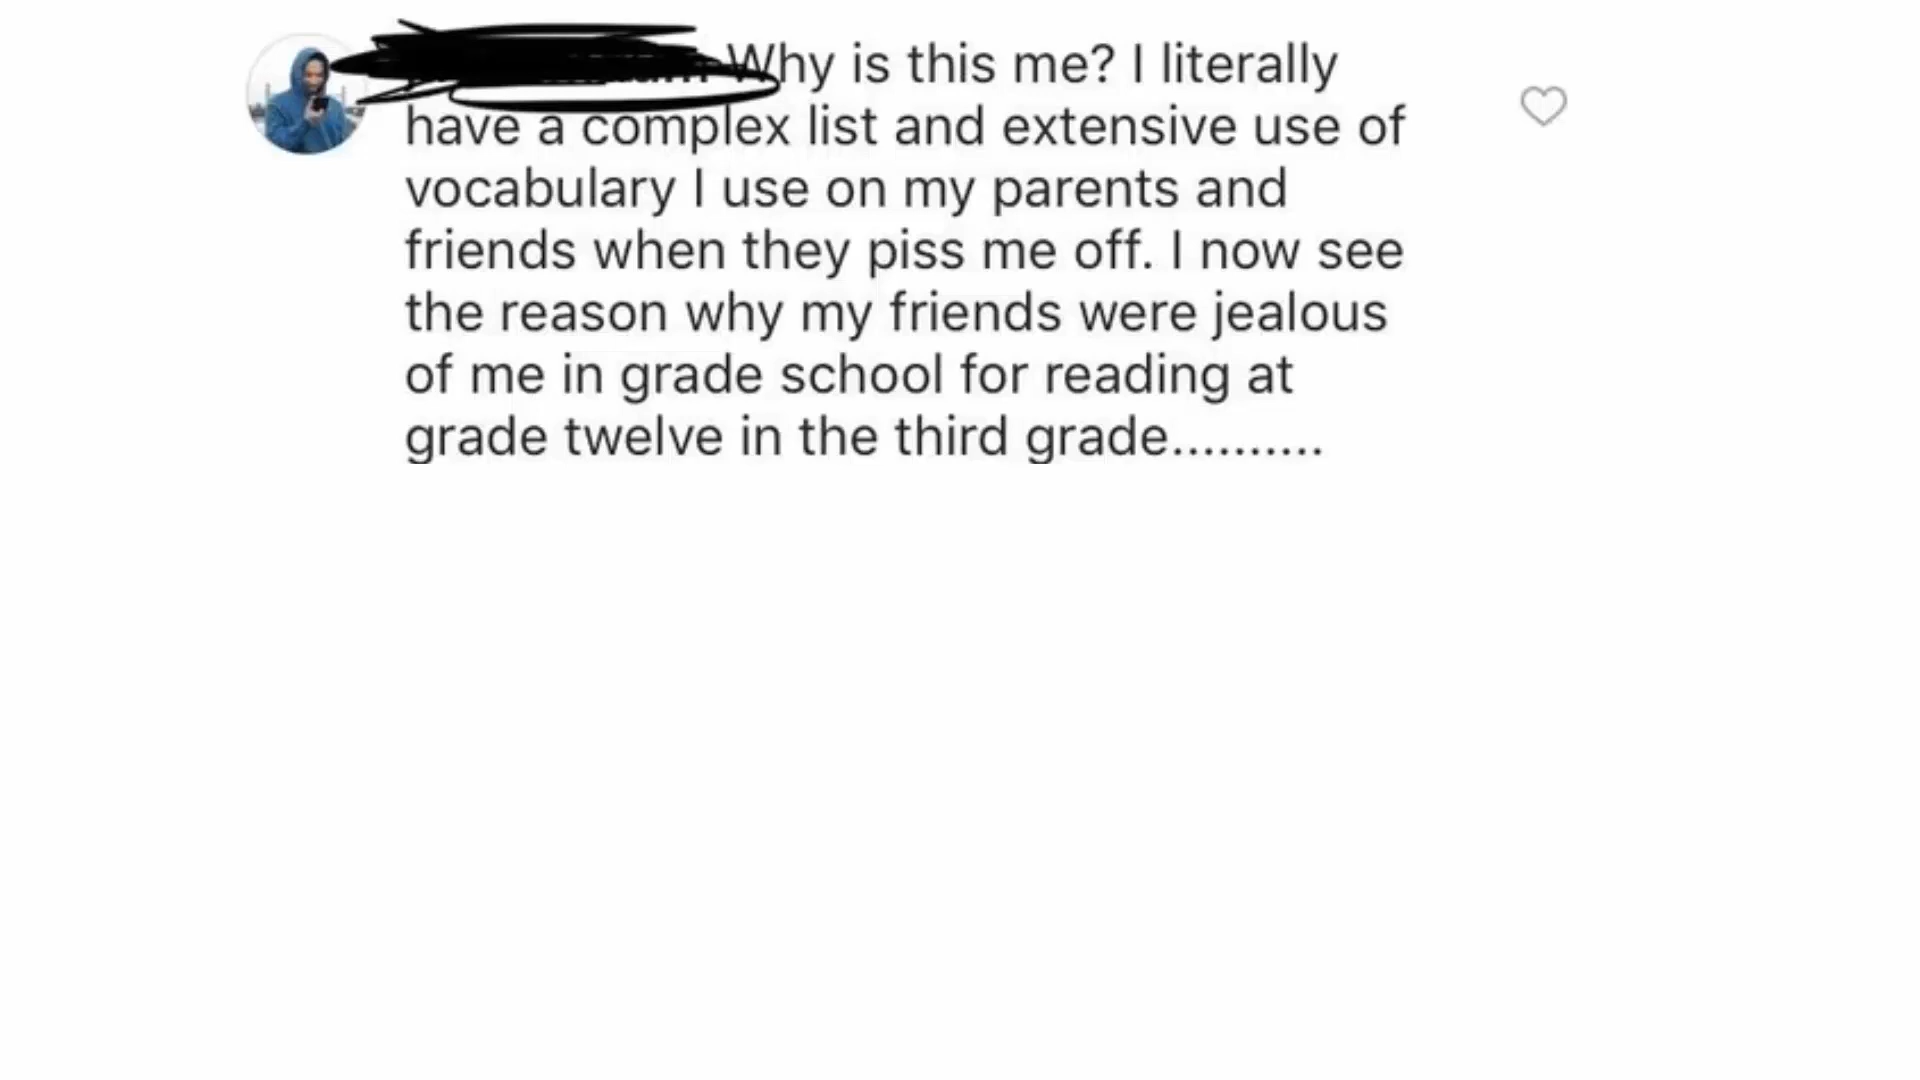 Why is this me? I literally
have a complex list and extensive use of
vocabulary I use on my parents and
friends when they piss me off. I now see
the reason why my friends were jealous
of me in grade school for reading at
grade twelve in the third grade..........